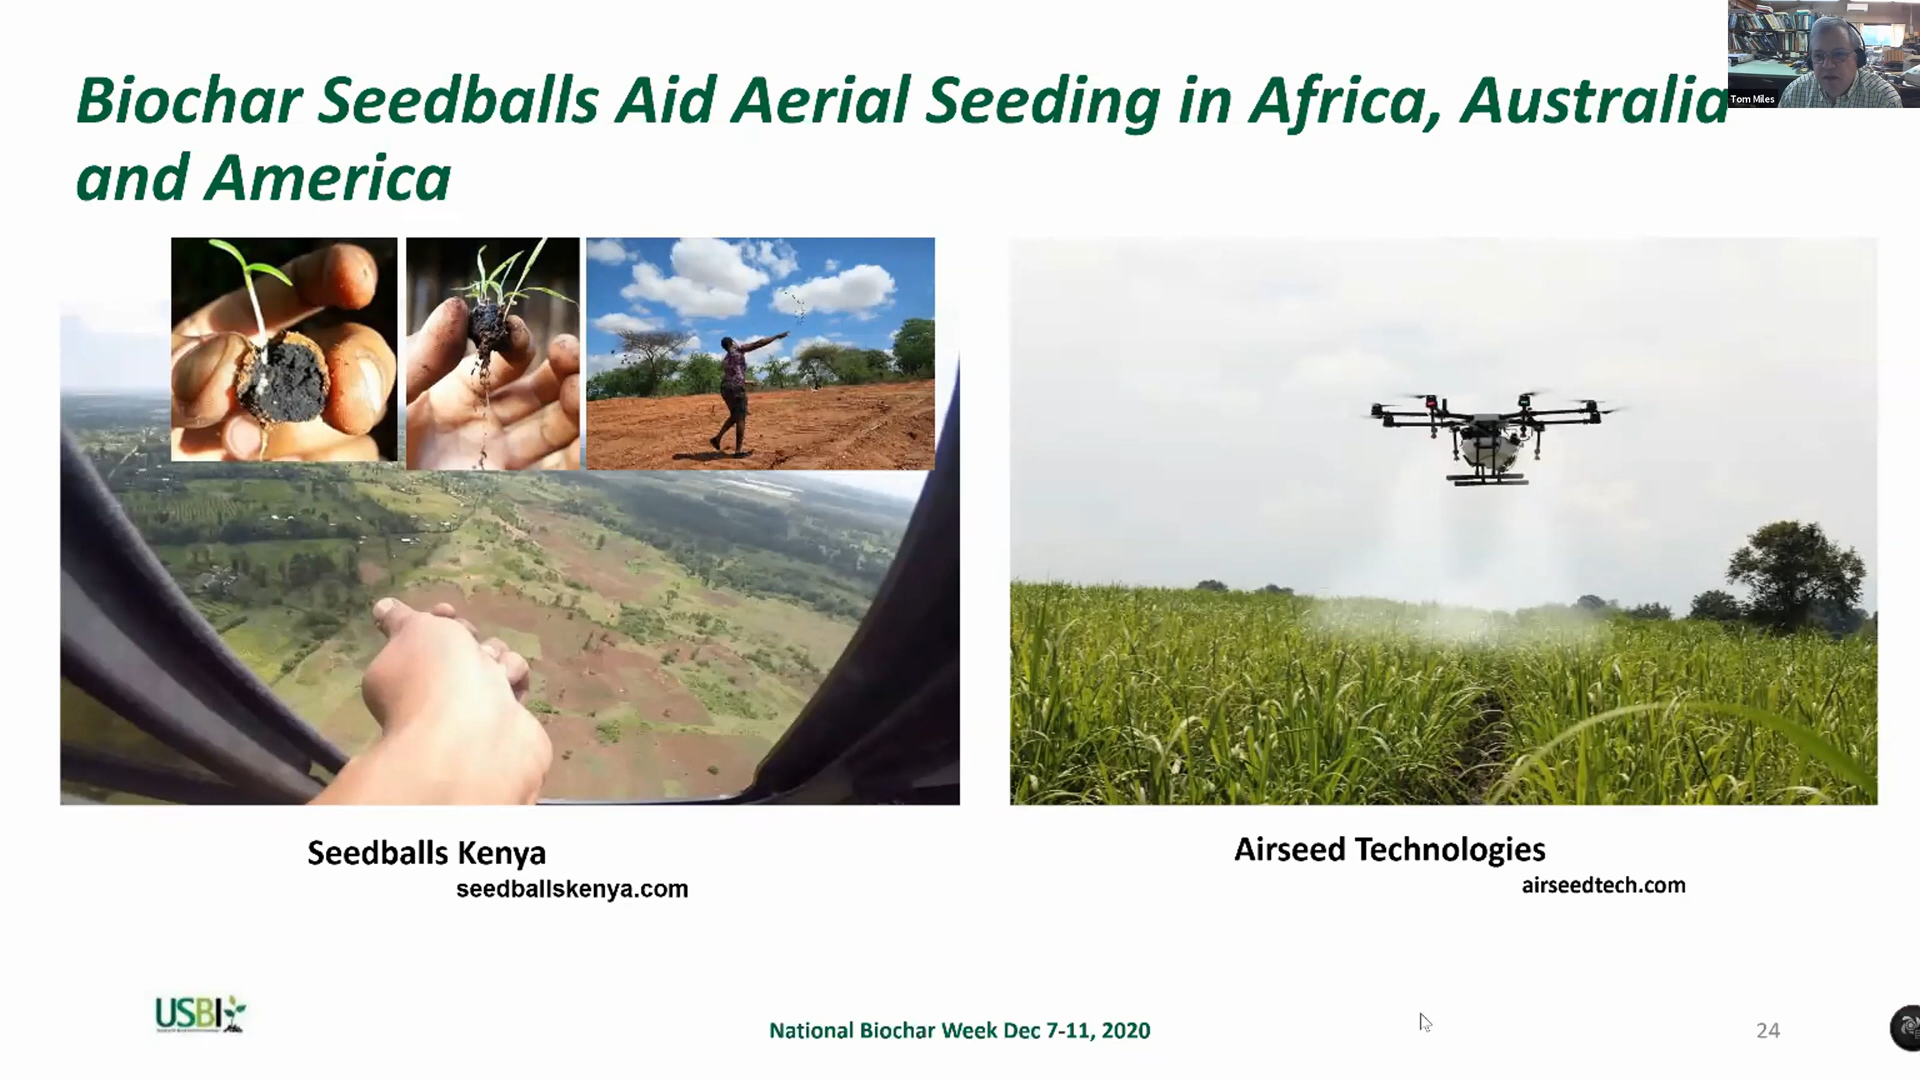 Biochar Seedballs Aid Aerial Seeding in Africa, Australia
and America
Tom Miles
Seedballs Kenya
seedballskenya.com
Airseed Technologies
airseedtech.com
USBI
National Biochar Week Dec 7-11, 2020
24